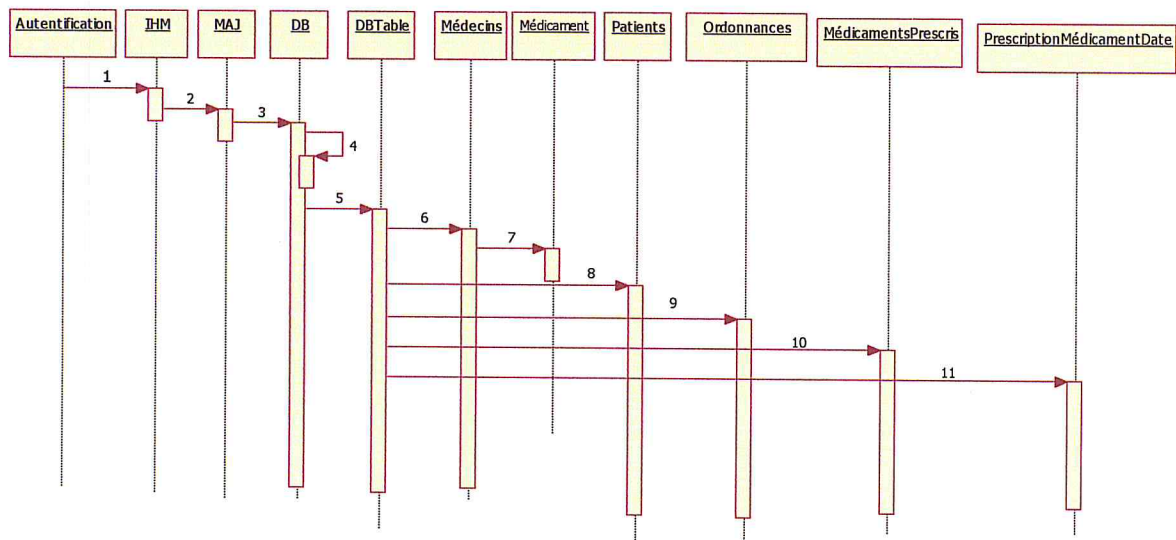 Autentification
IHM
MAJ
DB
DBTable
Médecins
Médicament
Patients
Ordonnances
MédicamentsPrescris
PrescriptionMédicamentDate
1
2
3
4
5
6
7
8
9
10
11